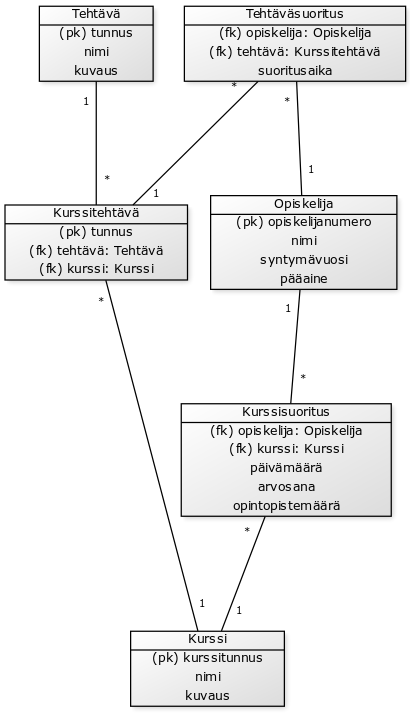 Tehtävä
(pk) tunnus
nimi
kuvaus
Tehtäväsuoritus
(fk) opiskelija: Opiskelija
(fk) tehtävä: Kurssitehtävä
suoritusaika
1
*
*
1
*
1
Kurssitehtävä
(pk) tunnus
(fk) tehtävä: Tehtävä
(fk) kurssi: Kurssi
Opiskelija
(pk) opiskelijanumero
nimi
syntymävuosi
pääaine
*
1
1
*
Kurssisuoritus
(fk) opiskelija: Opiskelija
(fk) kurssi: Kurssi
päivämäärä
arvosana
opintopistemäärä
*
1
Kurssi
(pk) kurssitunnus
nimi
kuvaus